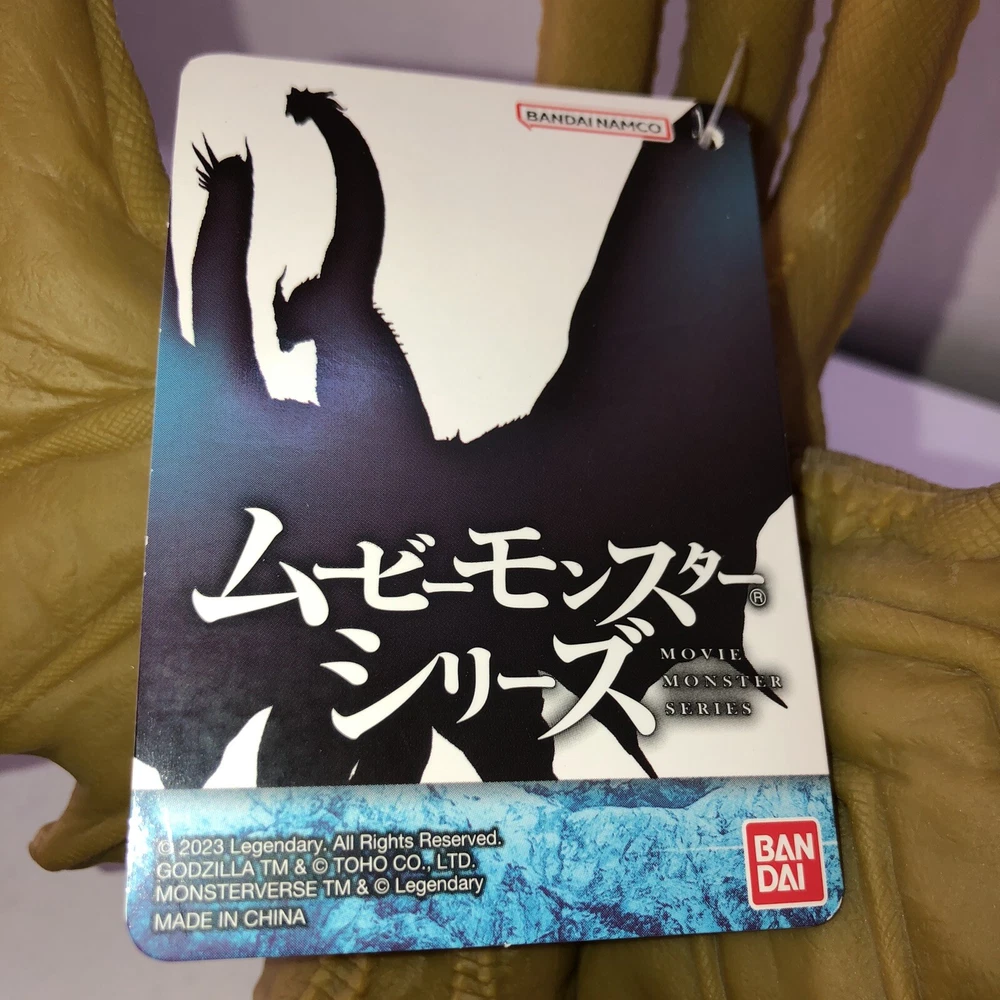 BANDAI NAMCO
ムービーモンスター®
シリーズ
MOVIE
MONSTER
SERIES
© 2023 Legendary. All Rights Reserved.
GODZILLA TM & © TOHO CO., LTD.
MONSTERVERSE TM & © Legendary
MADE IN CHINA
BAN
DAI